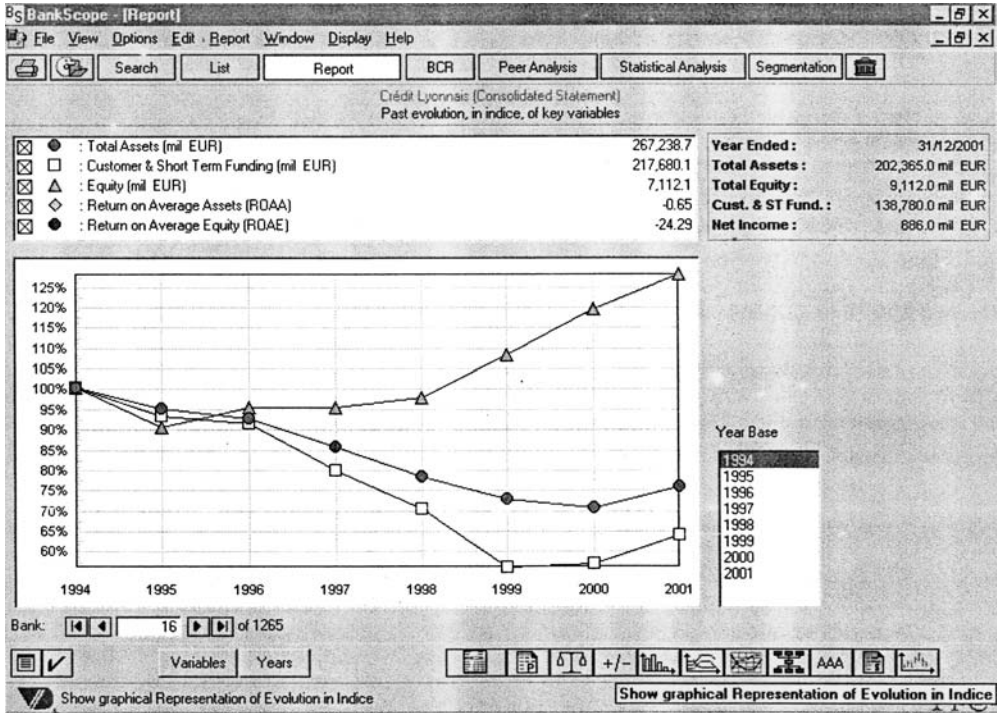 BS BankScope - [Report]
File View Options Edit Report Window Display Help
Search List Report BCR Peer Analysis Statistical Analysis Segmentation
Crédit Lyonnais (Consolidated Statement)
Past evolution, in indice, of key variables
: Total Assets (mil EUR) 267,238.7
: Customer & Short Term Funding (mil EUR) 217,680.1
: Equity (mil EUR) 7,112.1
: Return on Average Assets (ROAA) -0.65
: Return on Average Equity (ROAE) -24.29
Year Ended : 31/12/2001
Total Assets : 202,365.0 mil EUR
Total Equity : 9,112.0 mil EUR
Cust. & ST Fund. : 138,780.0 mil EUR
Net Income : 886.0 mil EUR
125%
120%
115%
110%
105%
100%
95%
90%
85%
80%
75%
70%
65%
60%
1994 1995 1996 1997 1998 1999 2000 2001
Year Base
1994
1995
1996
1997
1998
1999
2000
2001
Bank: 16 of 1265
Variables Years
+/- AAA
Show graphical Representation of Evolution in Indice
Show graphical Representation of Evolution in Indice